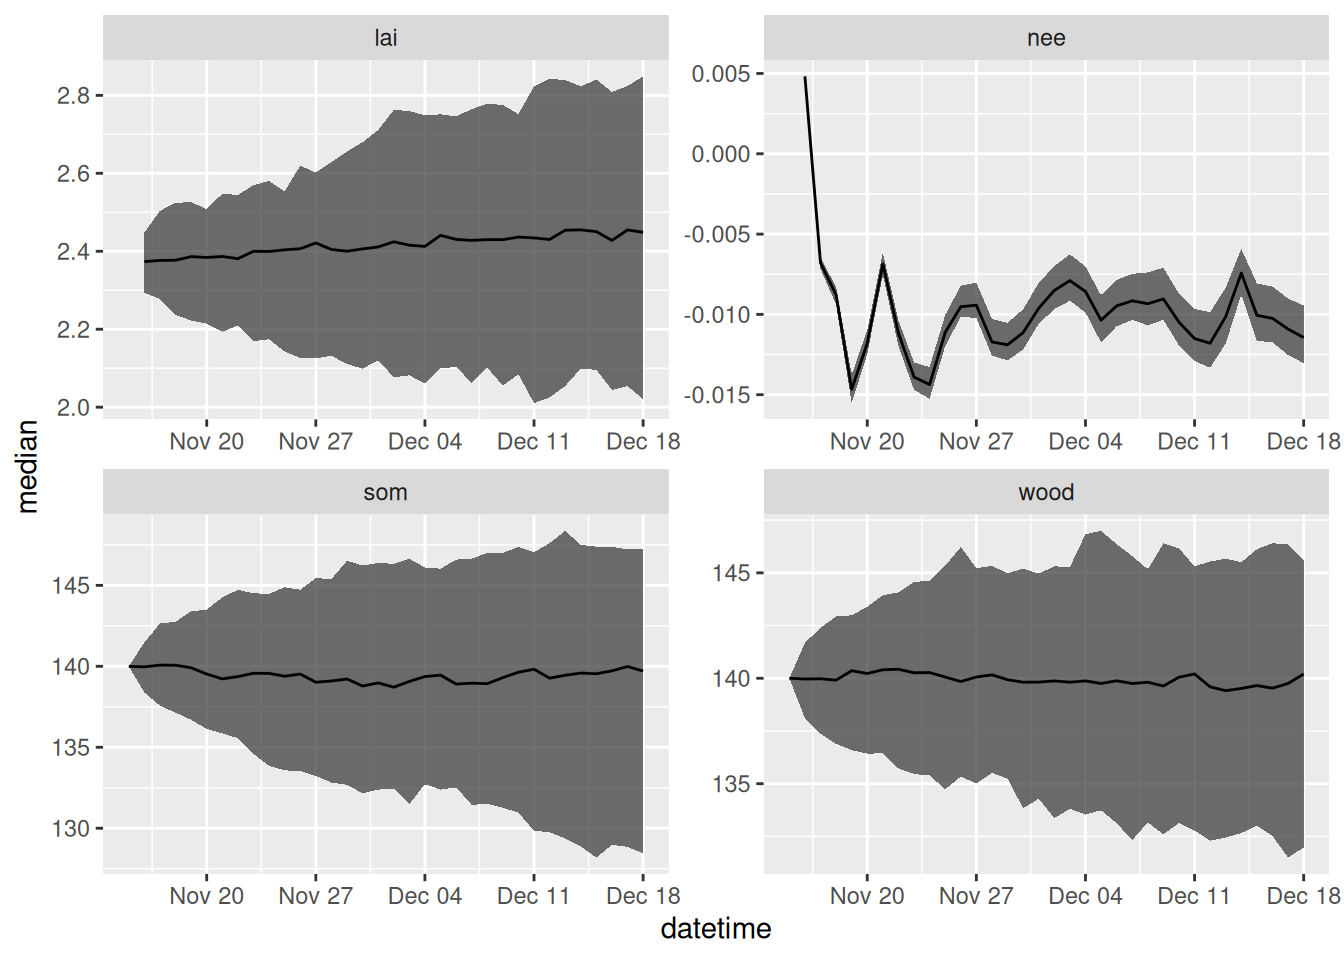 lai
nee
2.8
2.6
2.4
2.2
2.0
0.005
0.000
-0.005
-0.010
-0.015
Nov 20 Nov 27 Dec 04 Dec 11 Dec 18
Nov 20 Nov 27 Dec 04 Dec 11 Dec 18
median
som
wood
145
140
135
130
145
140
135
Nov 20 Nov 27 Dec 04 Dec 11 Dec 18
Nov 20 Nov 27 Dec 04 Dec 11 Dec 18
datetime